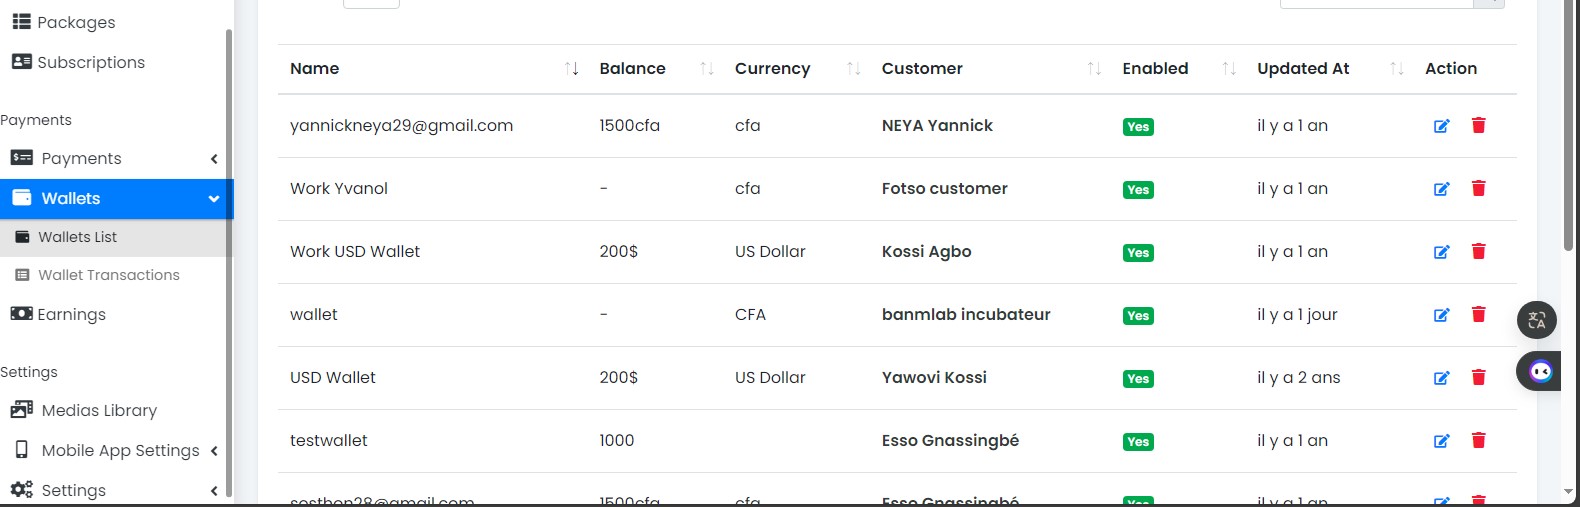 Packages
Subscriptions
Payments
Payments
Wallets
Wallets List
Wallet Transactions
Earnings
Settings
Medias Library
Mobile App Settings
Settings
Name Balance Currency Customer Enabled Updated At Action
yannickneya29@gmail.com 1500cfa cfa NEYA Yannick Yes il y a 1 an
Work Yvanol - cfa Fotso customer Yes il y a 1 an
Work USD Wallet 200$ US Dollar Kossi Agbo Yes il y a 1 an
wallet - CFA banmlab incubateur Yes il y a 1 jour
USD Wallet 200$ US Dollar Yawovi Kossi Yes il y a 2 ans
testwallet 1000 Esso Gnassingbé Yes il y a 1 an
1500cfa cfa Esso Gnassingbé Yes il y a 1 an